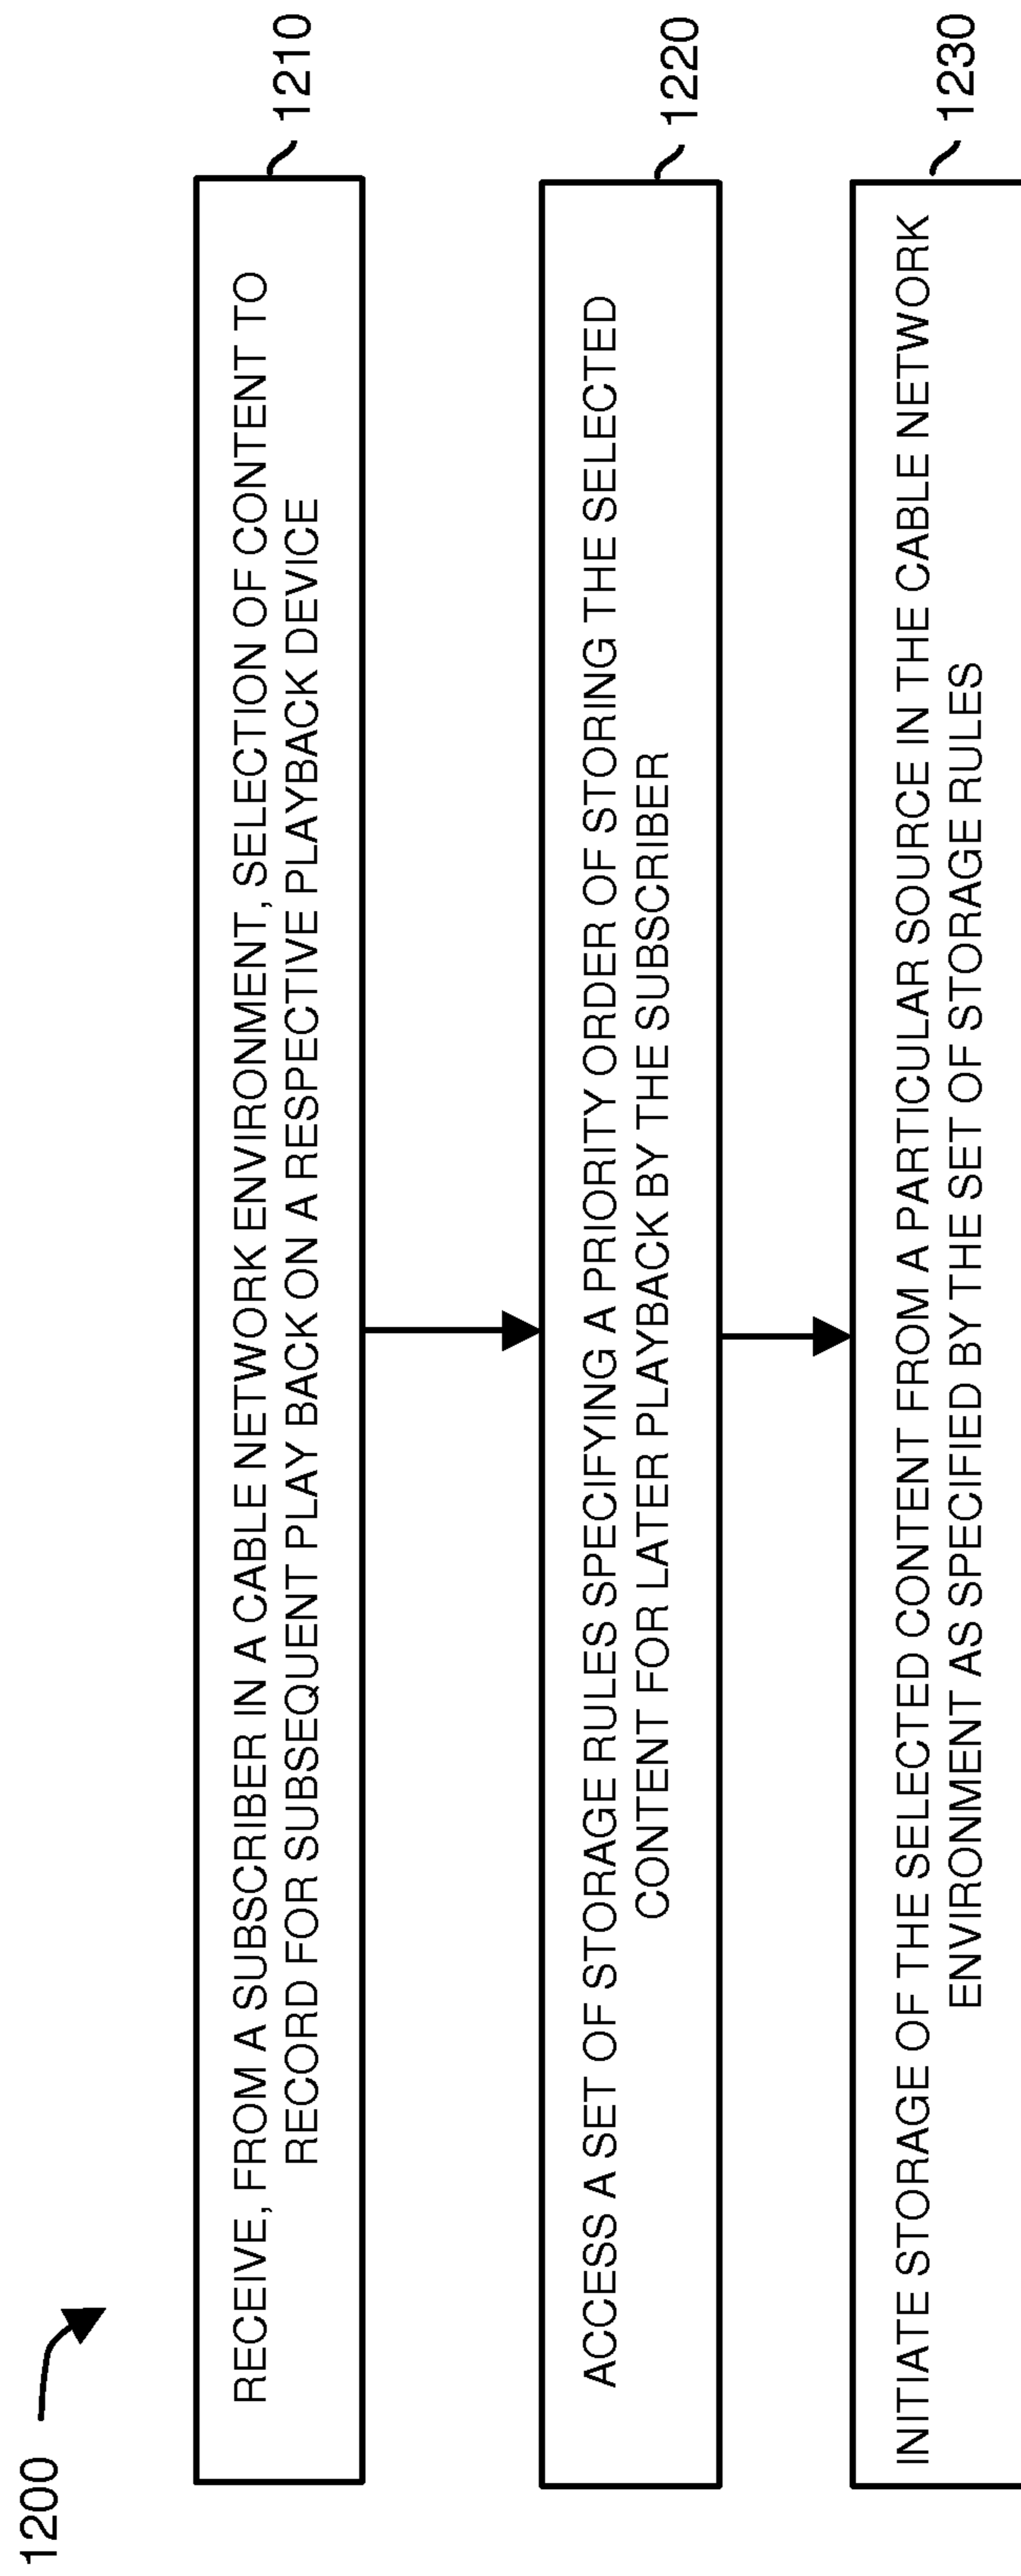 1200
RECEIVE, FROM A SUBSCRIBER IN A CABLE NETWORK ENVIRONMENT, SELECTION OF CONTENT TO
RECORD FOR SUBSEQUENT PLAY BACK ON A RESPECTIVE PLAYBACK DEVICE
1210
ACCESS A SET OF STORAGE RULES SPECIFYING A PRIORITY ORDER OF STORING THE SELECTED
CONTENT FOR LATER PLAYBACK BY THE SUBSCRIBER
1220
INITIATE STORAGE OF THE SELECTED CONTENT FROM A PARTICULAR SOURCE IN THE CABLE NETWORK
ENVIRONMENT AS SPECIFIED BY THE SET OF STORAGE RULES
1230